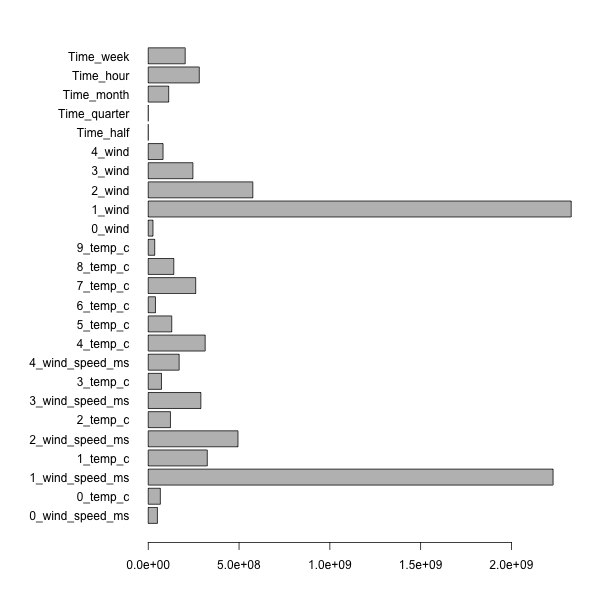 Time_week
Time_hour
Time_month
Time_quarter
Time_half
4_wind
3_wind
2_wind
1_wind
0_wind
9_temp_c
8_temp_c
7_temp_c
6_temp_c
5_temp_c
4_temp_c
4_wind_speed_ms
3_temp_c
3_wind_speed_ms
2_temp_c
2_wind_speed_ms
1_temp_c
1_wind_speed_ms
0_temp_c
0_wind_speed_ms
0.0e+00 5.0e+08 1.0e+09 1.5e+09 2.0e+09